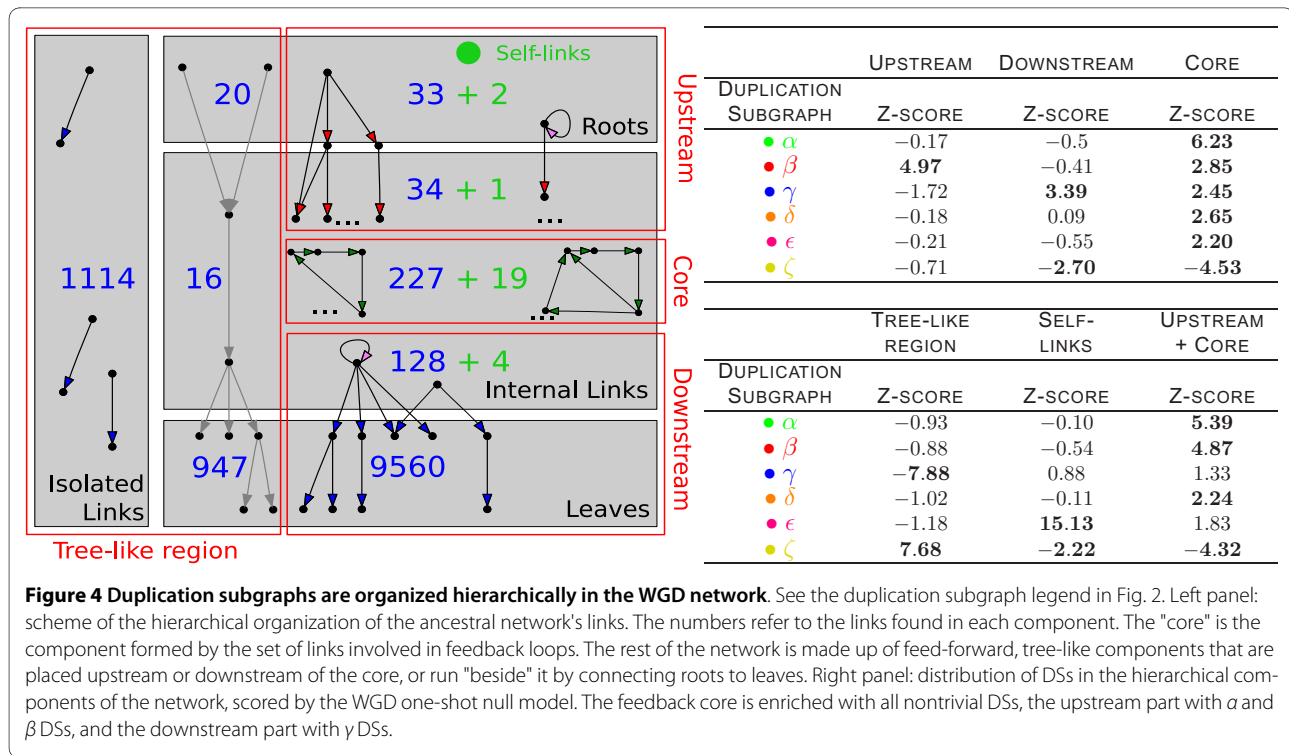 Self-links
20
33 + 2
Roots
Upstream
34 + 1
1114
16
227 + 19
Core
128 + 4
Internal Links
Downstream
947
9560
Isolated
Links
Leaves
Tree-like region
UPSTREAM DOWNSTREAM CORE
DUPLICATION
SUBGRAPH Z-SCORE Z-SCORE Z-SCORE
α −0.17 −0.5 6.23
β 4.97 −0.41 2.85
γ −1.72 3.39 2.45
δ −0.18 0.09 2.65
ϵ −0.21 −0.55 2.20
ζ −0.71 −2.70 −4.53
TREE-LIKE SELF- UPSTREAM
REGION LINKS + CORE
DUPLICATION
SUBGRAPH Z-SCORE Z-SCORE Z-SCORE
α −0.93 −0.10 5.39
β −0.88 −0.54 4.87
γ −7.88 0.88 1.33
δ −1.02 −0.11 2.24
ϵ −1.18 15.13 1.83
ζ 7.68 −2.22 −4.32
Figure 4 Duplication subgraphs are organized hierarchically in the WGD network. See the duplication subgraph legend in Fig. 2. Left panel:
scheme of the hierarchical organization of the ancestral network's links. The numbers refer to the links found in each component. The "core" is the
component formed by the set of links involved in feedback loops. The rest of the network is made up of feed-forward, tree-like components that are
placed upstream or downstream of the core, or run "beside" it by connecting roots to leaves. Right panel: distribution of DSs in the hierarchical com-
ponents of the network, scored by the WGD one-shot null model. The feedback core is enriched with all nontrivial DSs, the upstream part with α and
β DSs, and the downstream part with γ DSs.